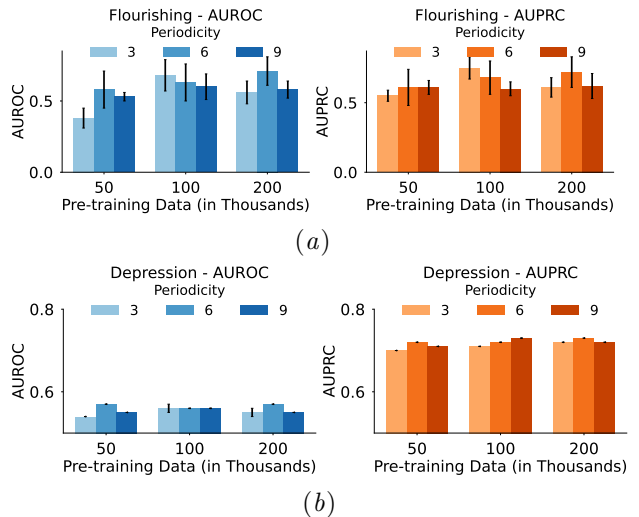 Flourishing - AUROC
Periodicity
3 6 9
AUROC
0.5
0.0
50 100 200
Pre-training Data (in Thousands)
Flourishing - AUPRC
Periodicity
3 6 9
AUPRC
0.5
0.0
50 100 200
Pre-training Data (in Thousands)
(a)
Depression - AUROC
Periodicity
3 6 9
AUROC
0.8
0.6
50 100 200
Pre-training Data (in Thousands)
Depression - AUPRC
Periodicity
3 6 9
AUPRC
0.8
0.6
50 100 200
Pre-training Data (in Thousands)
(b)